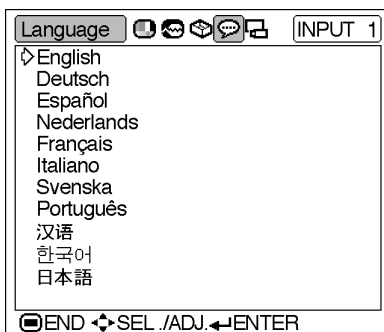 Language INPUT 1
English
Deutsch
Español
Nederlands
Français
Italiano
Svenska
Português
汉语
한국어
日本語
END SEL./ADJ. ENTER